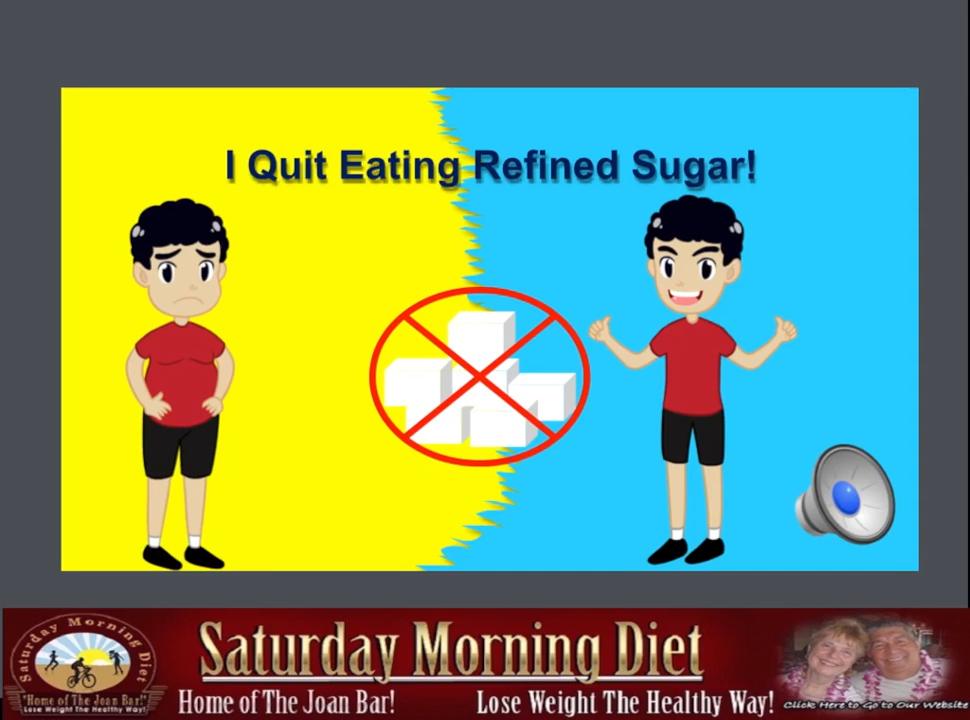 I Quit Eating Refined Sugar!
Saturday Morning Diet
"Home of The Joan Bar!"
Lose Weight The Healthy Way!
Saturday Morning Diet
Home of The Joan Bar!
Lose Weight The Healthy Way!
Click Here to Go to Our Website